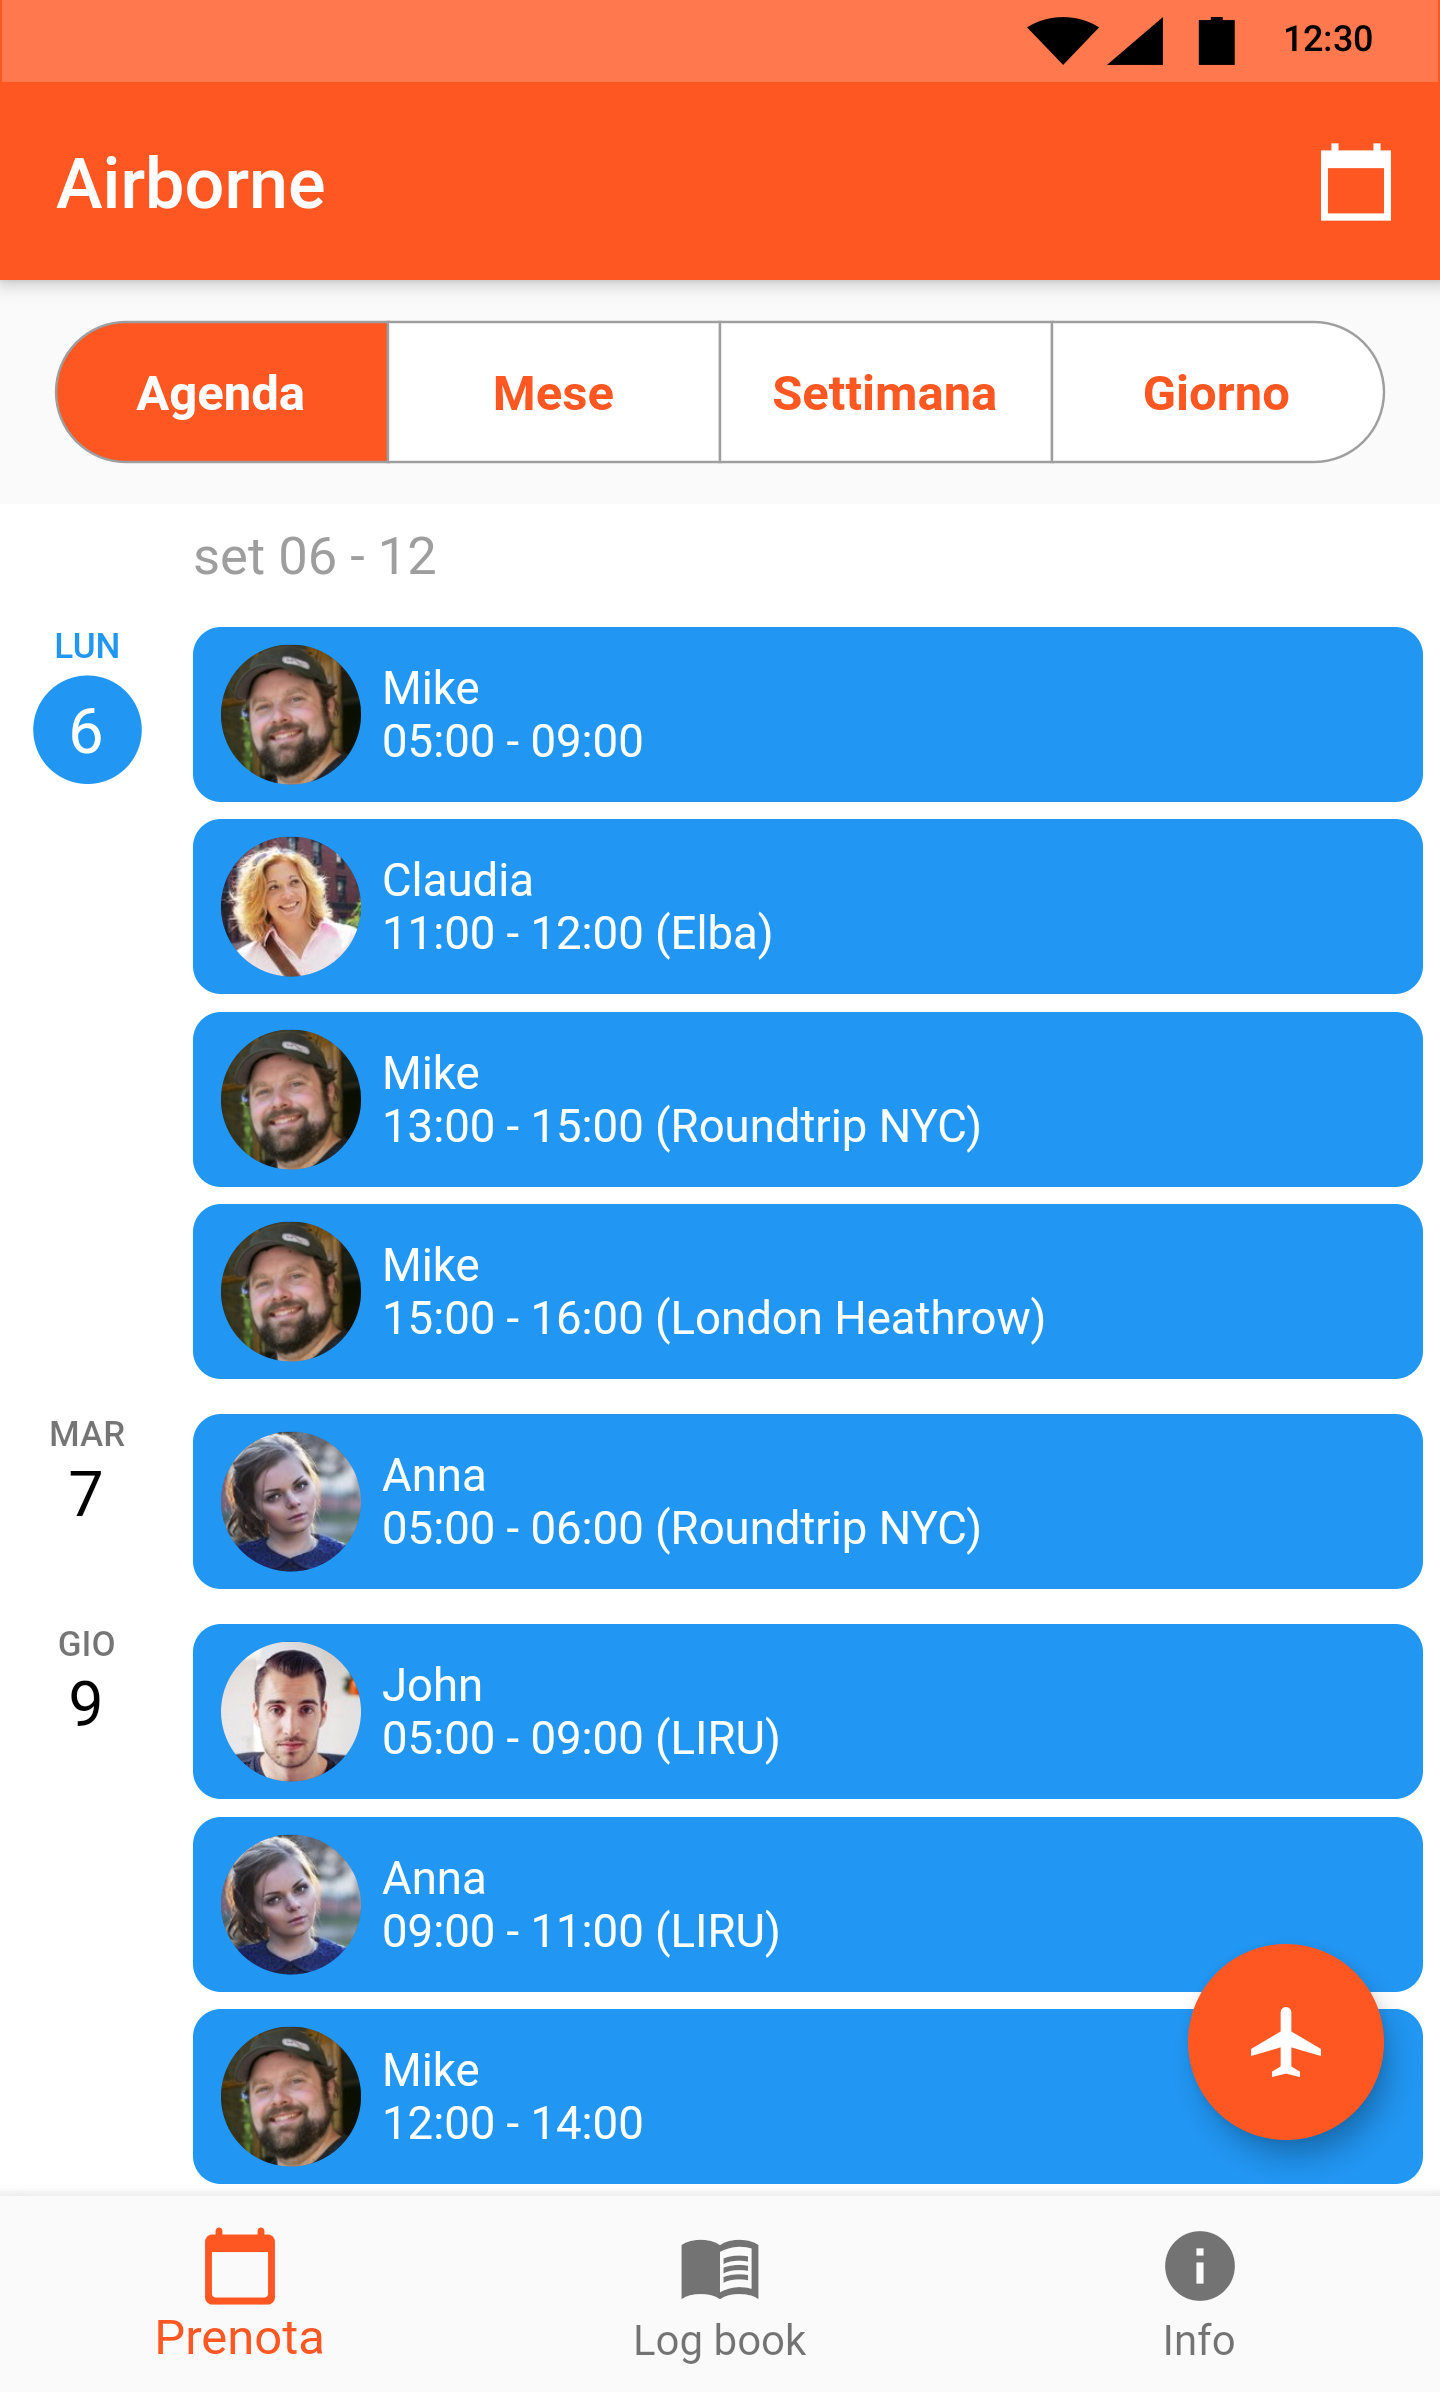 12:30
Airborne
Agenda
Mese
Settimana
Giorno
set 06 - 12
LUN
6
Mike
05:00 - 09:00
Claudia
11:00 - 12:00 (Elba)
Mike
13:00 - 15:00 (Roundtrip NYC)
Mike
15:00 - 16:00 (London Heathrow)
MAR
7
Anna
05:00 - 06:00 (Roundtrip NYC)
GIO
9
John
05:00 - 09:00 (LIRU)
Anna
09:00 - 11:00 (LIRU)
Mike
12:00 - 14:00
Prenota
Log book
Info